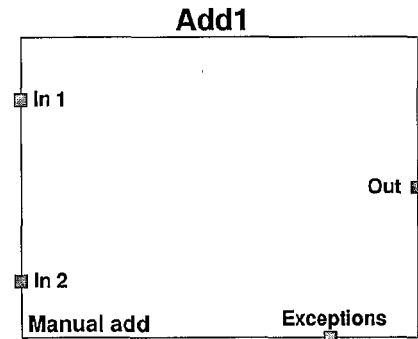 Add1
In 1
Out
In 2
Manual add
Exceptions